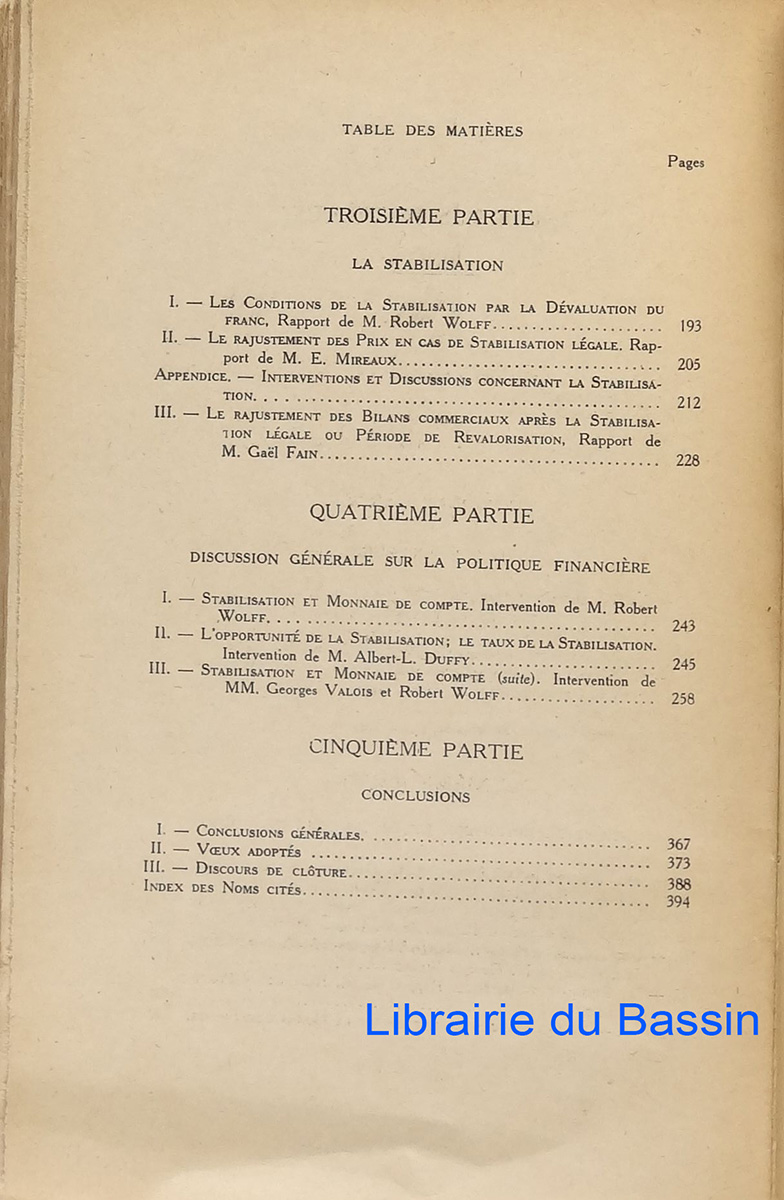 TABLE DES MATIÈRES
Pages
TROISIÈME PARTIE
LA STABILISATION
I. — Les Conditions de la Stabilisation par la Dévaluation du
franc, Rapport de M. Robert Wolff 193
II. — Le rajustement des Prix en cas de Stabilisation légale. Rap-
port de M. E. Mireaux 205
Appendice. — Interventions et Discussions concernant la Stabilisa-
tion. 212
III. — Le rajustement des Bilans commerciaux après la Stabilisa-
tion légale ou Période de Revalorisation, Rapport de
M. Gaël Fain 228
QUATRIÈME PARTIE
DISCUSSION GÉNÉRALE SUR LA POLITIQUE FINANCIÈRE
I. — Stabilisation et Monnaie de compte. Intervention de M. Robert
Wolff. 243
II. — L'opportunité de la Stabilisation; le taux de la Stabilisation.
Intervention de M. Albert-L. Duffy 245
III. — Stabilisation et Monnaie de compte (suite). Intervention de
MM. Georges Valois et Robert Wolff 258
CINQUIÈME PARTIE
CONCLUSIONS
I. — Conclusions générales. 367
II. — Vœux adoptés 373
III. — Discours de clôture 388
Index des Noms cités 394
Librairie du Bassin